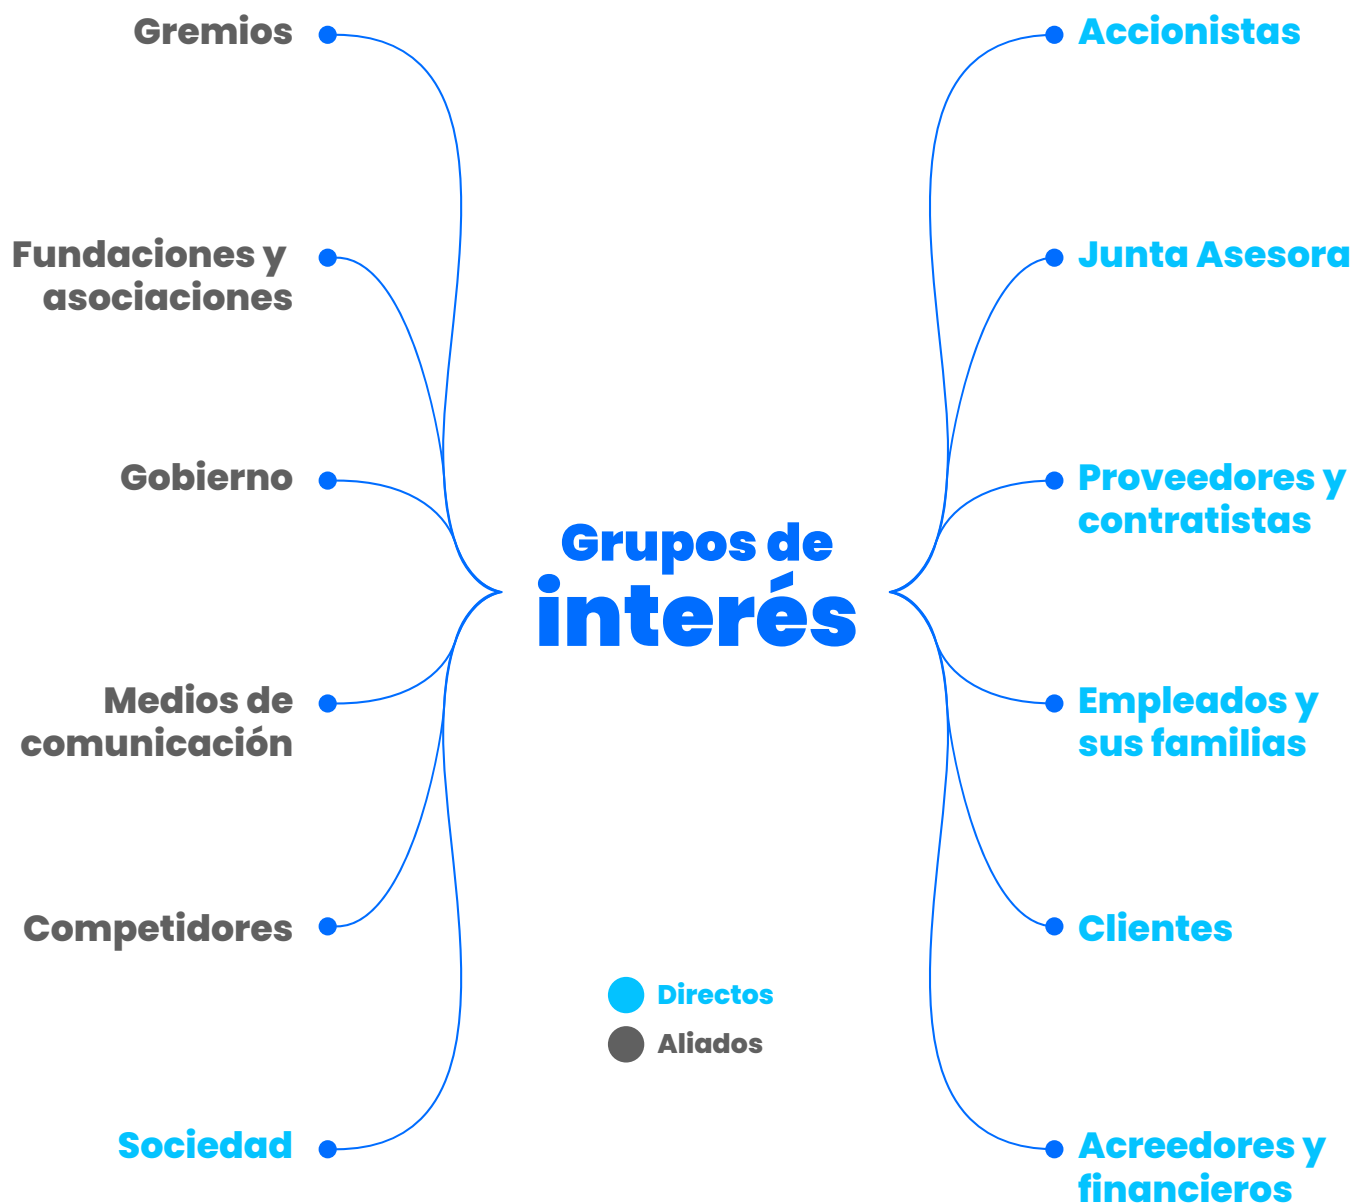 Gremios
Fundaciones y
asociaciones
Gobierno
Medios de
comunicación
Competidores
Sociedad
Grupos de
interés
Directos
Aliados
Accionistas
Junta Asesora
Proveedores y
contratistas
Empleados y
sus familias
Clientes
Acreedores y
financieros